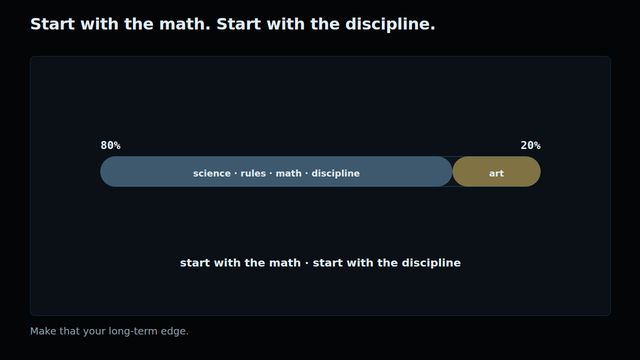 Start with the math. Start with the discipline.
80% 20%
science · rules · math · discipline art
start with the math · start with the discipline
Make that your long-term edge.